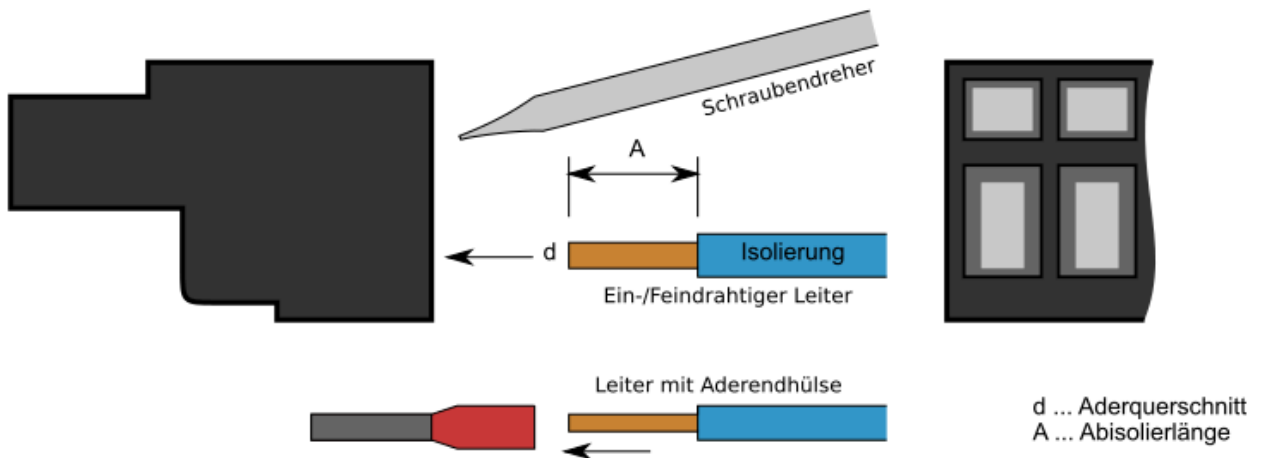 Schraubendreher
A
d
Isolierung
Ein-/Feindrahtiger Leiter
Leiter mit Aderendhülse
d ... Aderquerschnitt
A ... Abisolierlänge